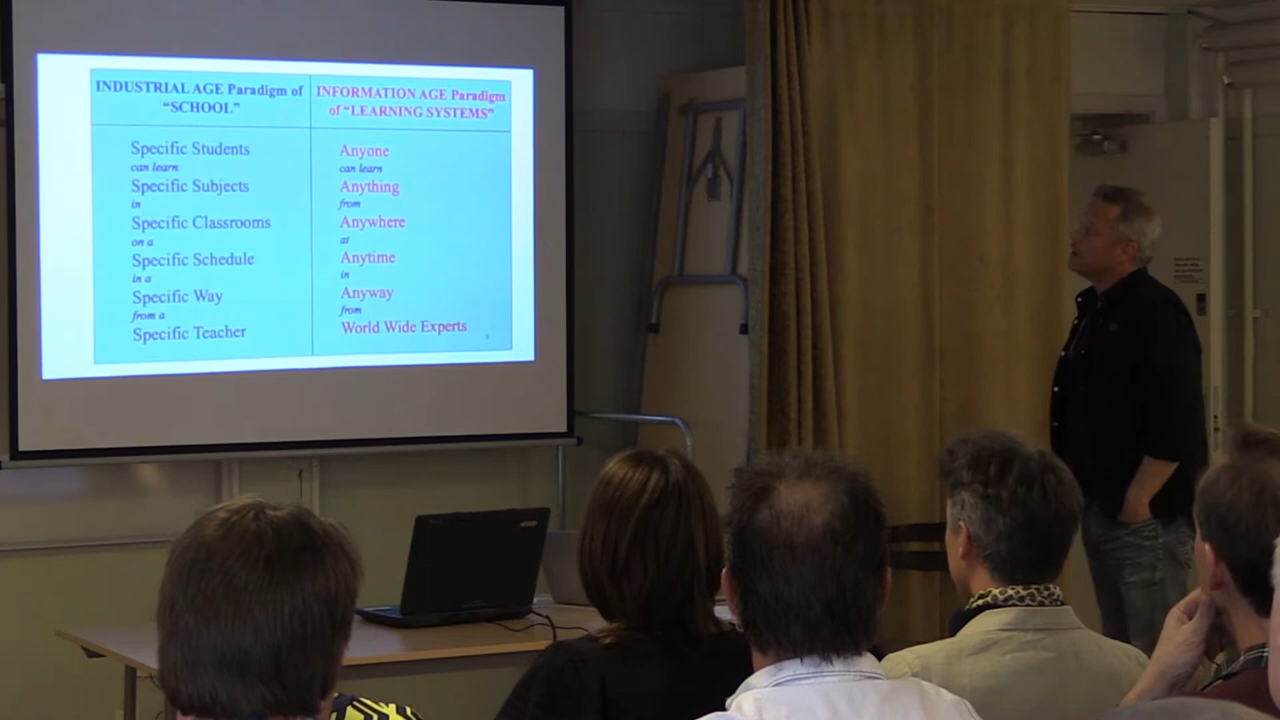 INDUSTRIAL AGE Paradigm of
“SCHOOL”
Specific Students
can learn
Specific Subjects
in
Specific Classrooms
on a
Specific Schedule
in a
Specific Way
from a
Specific Teacher
INFORMATION AGE Paradigm
of “LEARNING SYSTEMS”
Anyone
can learn
Anything
from
Anywhere
at
Anytime
in
Anyway
from
World Wide Experts